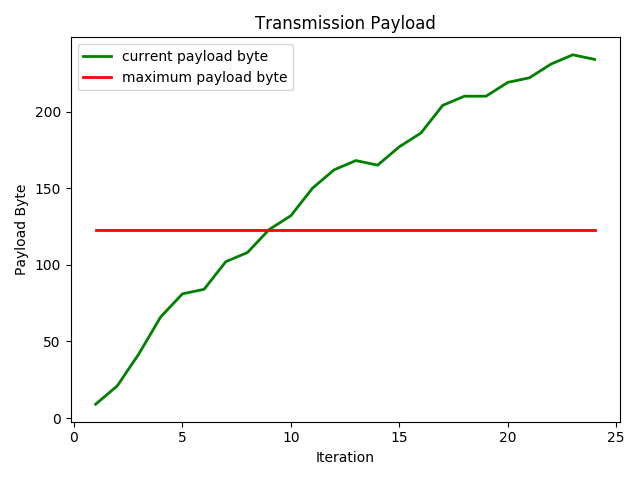 Transmission Payload
current payload byte
maximum payload byte
Payload Byte
200
150
100
50
0
0 5 10 15 20 25
Iteration